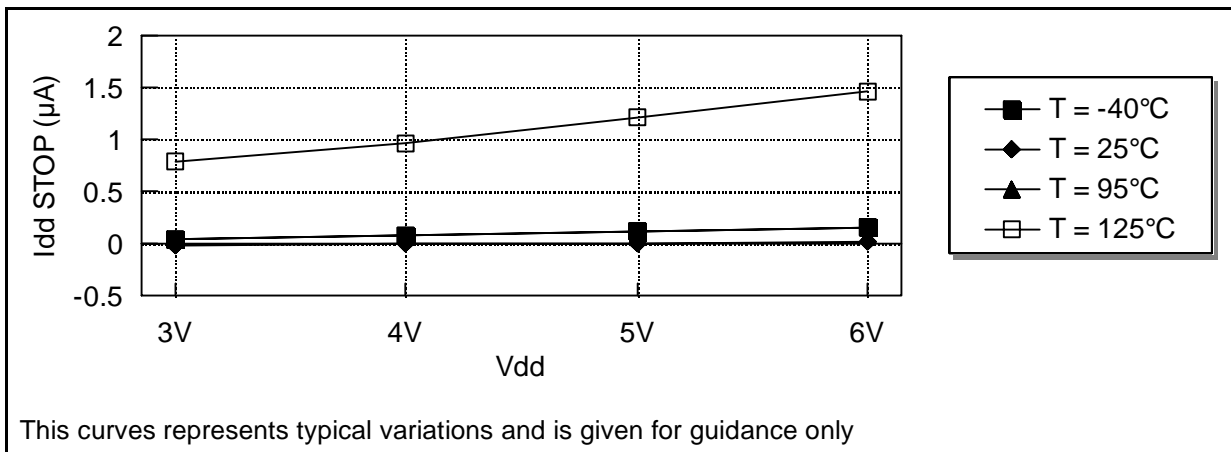 2
1.5
1
0.5
0
-0.5
Idd STOP (µA)
3V 4V 5V 6V
Vdd
T = -40°C
T = 25°C
T = 95°C
T = 125°C
This curves represents typical variations and is given for guidance only